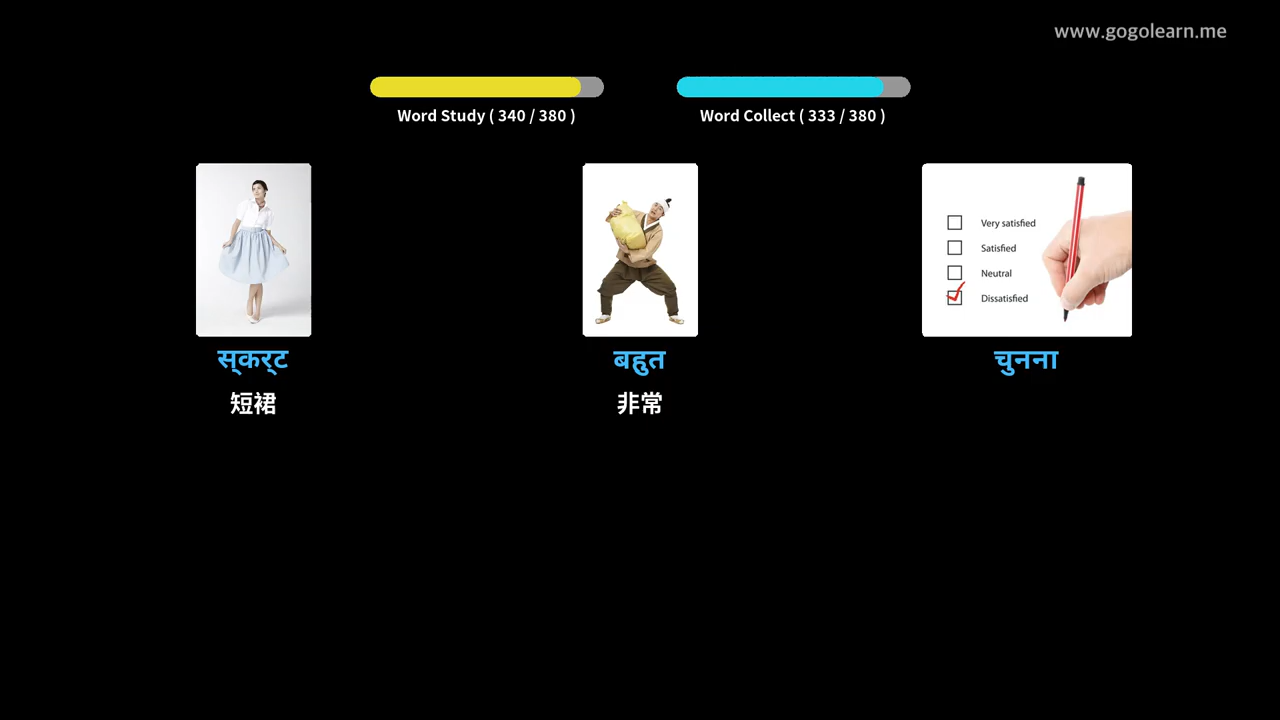 www.gogolearn.me
Word Study ( 340 / 380 )
Word Collect ( 333 / 380 )
Very satisfied
Satisfied
Neutral
Dissatisfied
स्कर्ट
बहुत
चुनना
短裙
非常